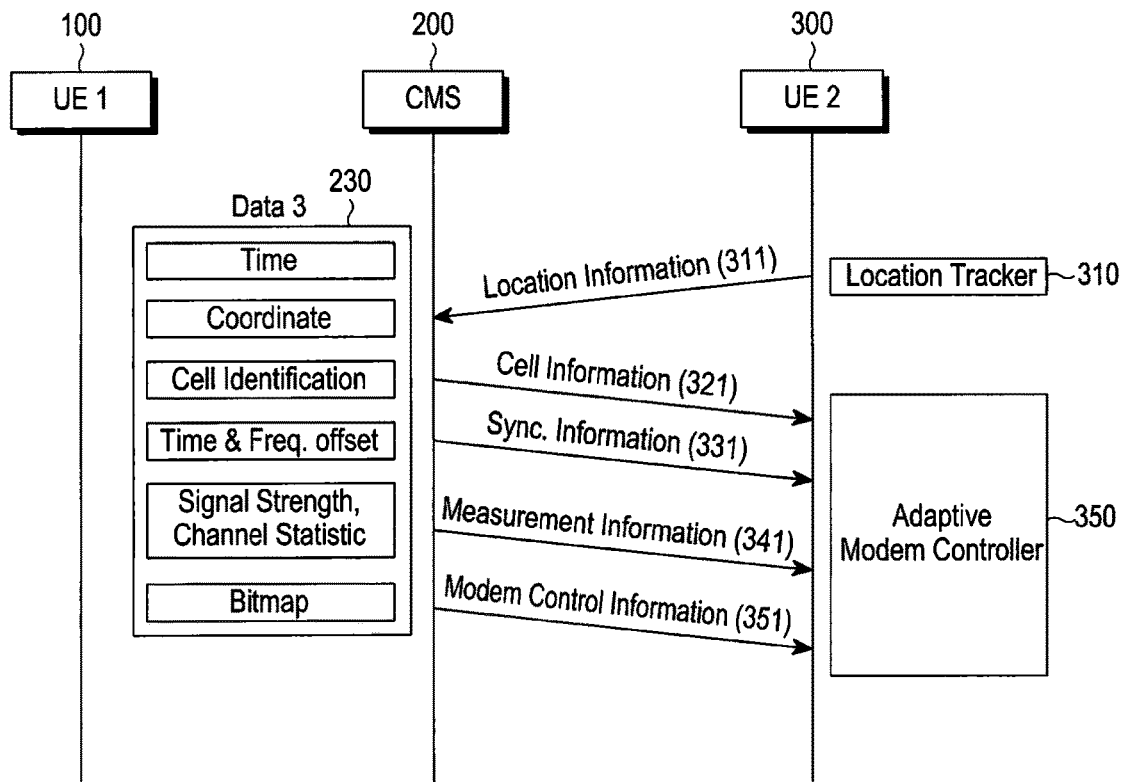 100
200
300
UE 1
CMS
UE 2
230
Data 3
Time
Location Information (311)
Location Tracker
310
Coordinate
Cell Identification
Cell Information (321)
Time & Freq. offset
Sync. Information (331)
Signal Strength,
Channel Statistic
Measurement Information (341)
Adaptive
Modem Controller
350
Bitmap
Modem Control Information (351)